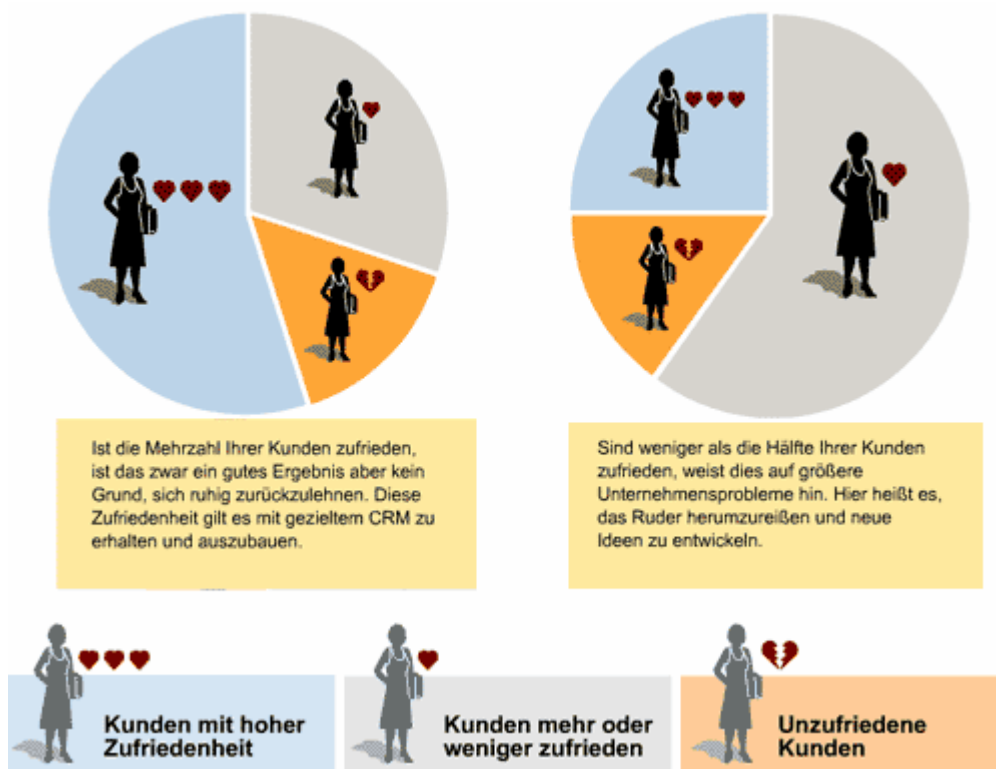 Ist die Mehrzahl Ihrer Kunden zufrieden,
ist das zwar ein gutes Ergebnis aber kein
Grund, sich ruhig zurückzulehnen. Diese
Zufriedenheit gilt es mit gezieltem CRM zu
erhalten und auszubauen.
Sind weniger als die Hälfte Ihrer Kunden
zufrieden, weist dies auf größere
Unternehmensprobleme hin. Hier heißt es,
das Ruder herumzureißen und neue
Ideen zu entwickeln.
Kunden mit hoher
Zufriedenheit
Kunden mehr oder
weniger zufrieden
Unzufriedene
Kunden